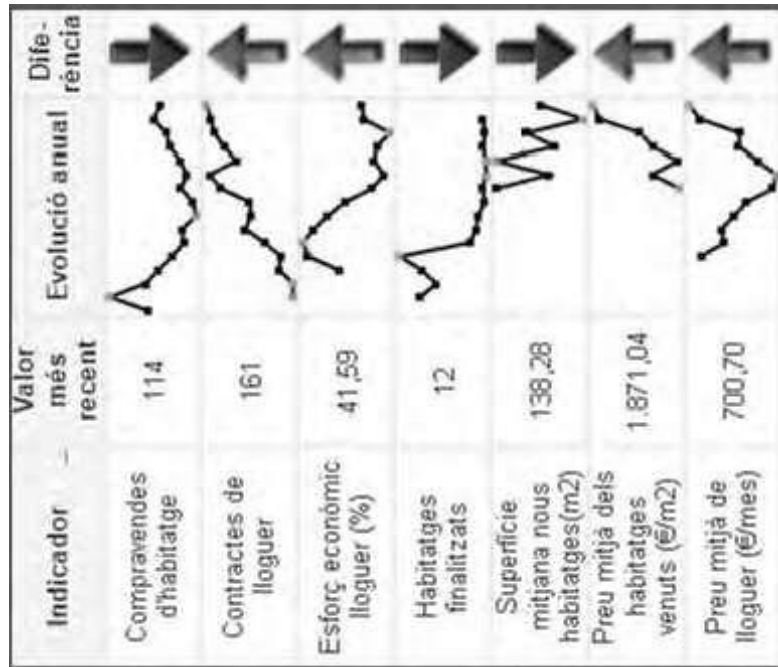 Indicador
Valor
més
recent
Evolució anual
Dife-
rència
Compravendes
d'habitatge
114
Contractes de
lloguer
161
Esforç econòmic
lloguer (%)
41,59
Habitatges
finalitzats
12
Superfície
mitjana nous
habitatges(m2)
138,28
Preu mitjà dels
habitatges
venuts (€/m2)
1.871,04
Preu mitjà de
lloguer (€/mes)
700,70